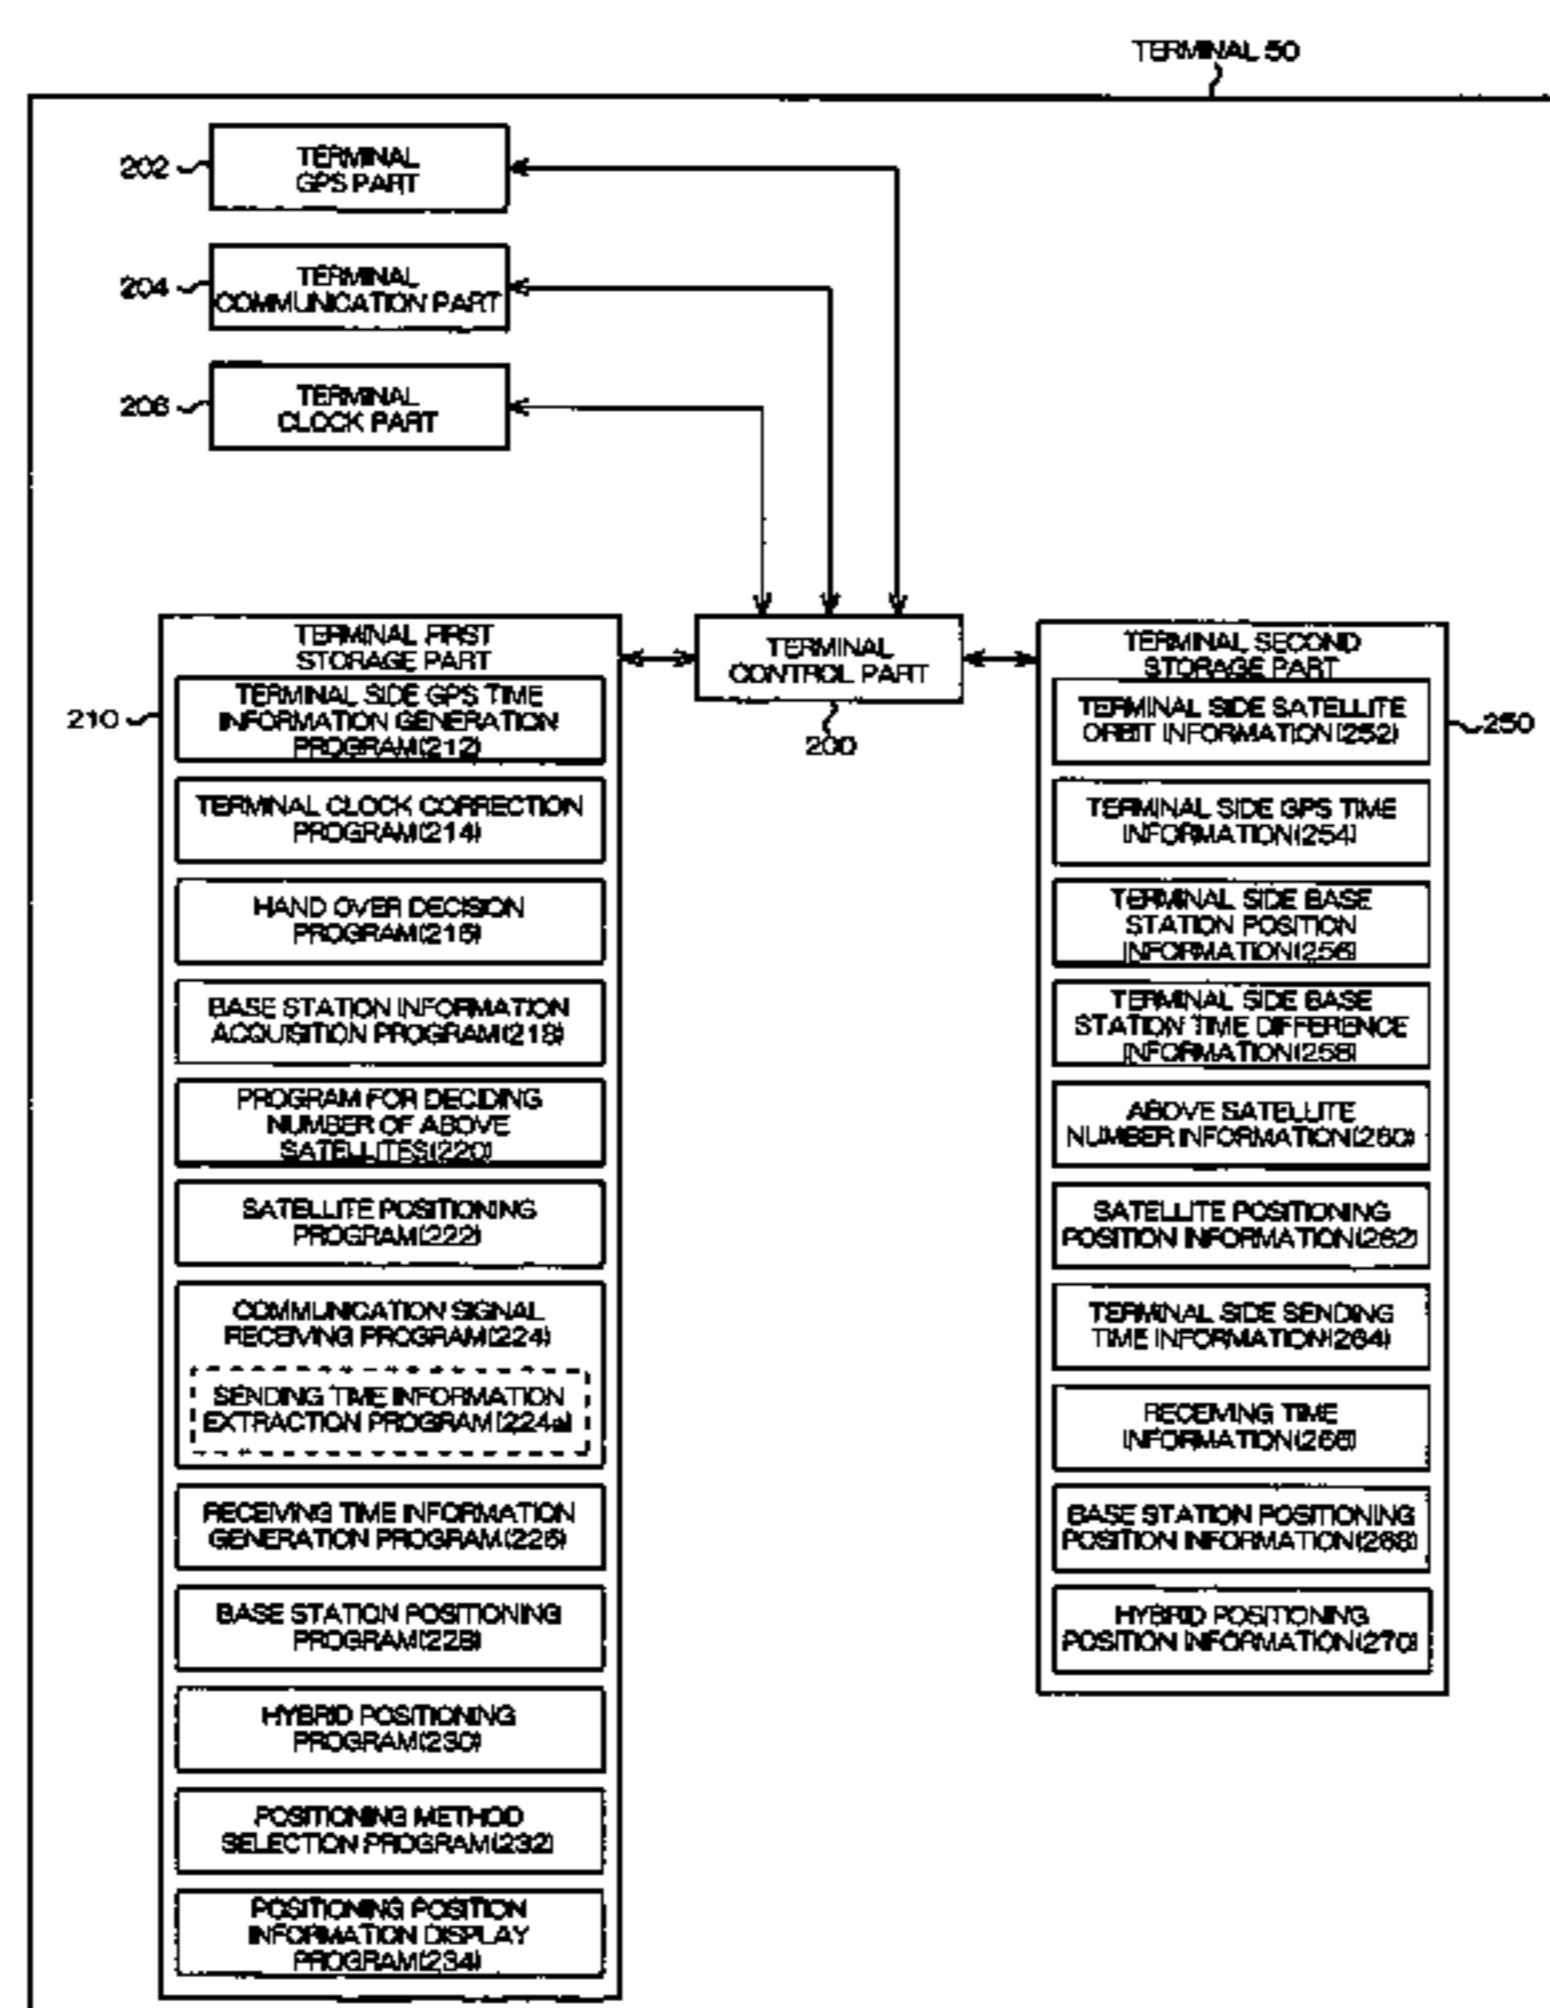 TERMINAL 50
202
TERMINAL
GPS PART
204
TERMINAL
COMMUNICATION PART
206
TERMINAL
CLOCK PART
TERMINAL FIRST
STORAGE PART
210
TERMINAL SIDE GPS TIME
INFORMATION GENERATION
PROGRAM(212)
TERMINAL CLOCK CORRECTION
PROGRAM(214)
HAND OVER DECISION
PROGRAM(216)
BASE STATION INFORMATION
ACQUISITION PROGRAM(218)
PROGRAM FOR DECIDING
NUMBER OF ABOVE
SATELLITES(220)
SATELLITE POSITIONING
PROGRAM(222)
COMMUNICATION SIGNAL
RECEIVING PROGRAM(224)
SENDING TIME INFORMATION
EXTRACTION PROGRAM(224a)
RECEIVING TIME INFORMATION
GENERATION PROGRAM(226)
BASE STATION POSITIONING
PROGRAM(228)
HYBRID POSITIONING
PROGRAM(230)
POSITIONING METHOD
SELECTION PROGRAM(232)
POSITIONING POSITION
INFORMATION DISPLAY
PROGRAM(234)
TERMINAL
CONTROL PART
200
TERMINAL SECOND
STORAGE PART
250
TERMINAL SIDE SATELLITE
ORBIT INFORMATION(252)
TERMINAL SIDE GPS TIME
INFORMATION(254)
TERMINAL SIDE BASE
STATION POSITION
INFORMATION(256)
TERMINAL SIDE BASE
STATION TIME DIFFERENCE
INFORMATION(258)
ABOVE SATELLITE
NUMBER INFORMATION(260)
SATELLITE POSITIONING
POSITION INFORMATION(262)
TERMINAL SIDE SENDING
TIME INFORMATION(264)
RECEIVING TIME
INFORMATION(266)
BASE STATION POSITIONING
POSITION INFORMATION(268)
HYBRID POSITIONING
POSITION INFORMATION(270)